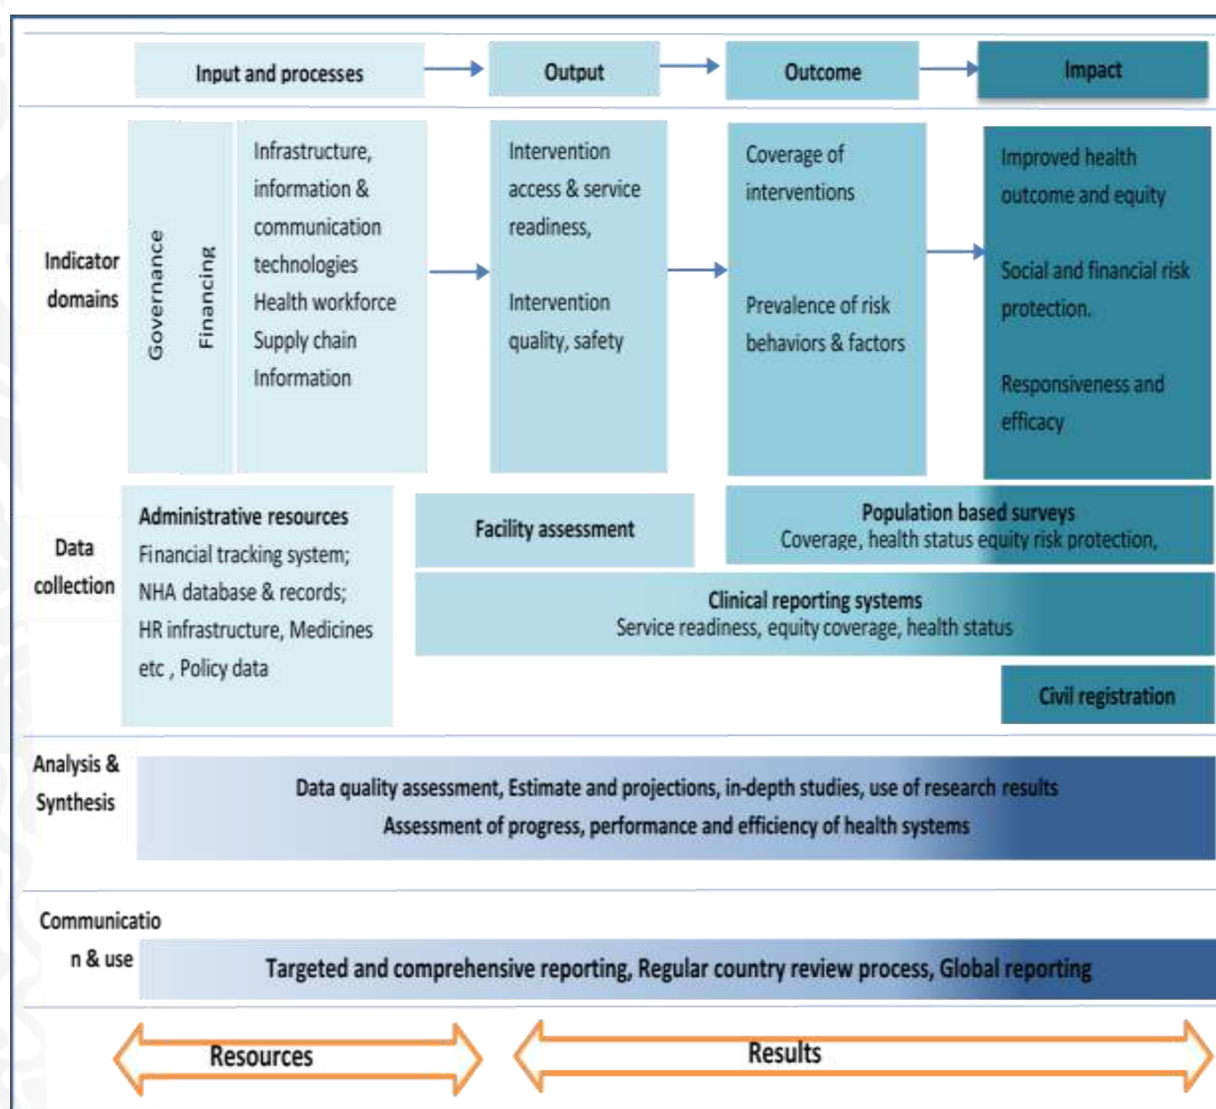 Input and processes
Output
Outcome
Impact
Indicator
domains
Governance
Financing
Infrastructure,
information &
communication
technologies
Health workforce
Supply chain
Information
Intervention
access & service
readiness,
Intervention
quality, safety
Coverage of
interventions
Prevalence of risk
behaviors & factors
Improved health
outcome and equity
Social and financial risk
protection.
Responsiveness and
efficacy
Data
collection
Administrative resources
Financial tracking system;
NHA database & records;
HR infrastructure, Medicines
etc , Policy data
Facility assessment
Population based surveys
Coverage, health status equity risk protection,
Clinical reporting systems
Service readiness, equity coverage, health status
Civil registration
Analysis &
Synthesis
Data quality assessment, Estimate and projections, in-depth studies, use of research results
Assessment of progress, performance and efficiency of health systems
Communicatio
n & use
Targeted and comprehensive reporting, Regular country review process, Global reporting
Resources
Results